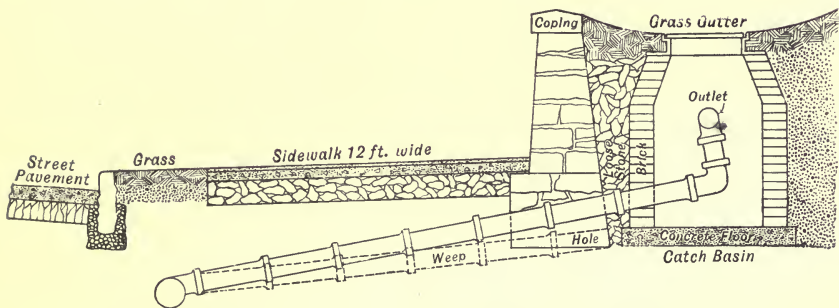 Coping
Grass Gutter
Outlet
Street
Pavement
Grass
Sidewalk 12 ft. wide
Loose
Stone
Brick
Weep
Hole
Concrete Floor
Catch Basin